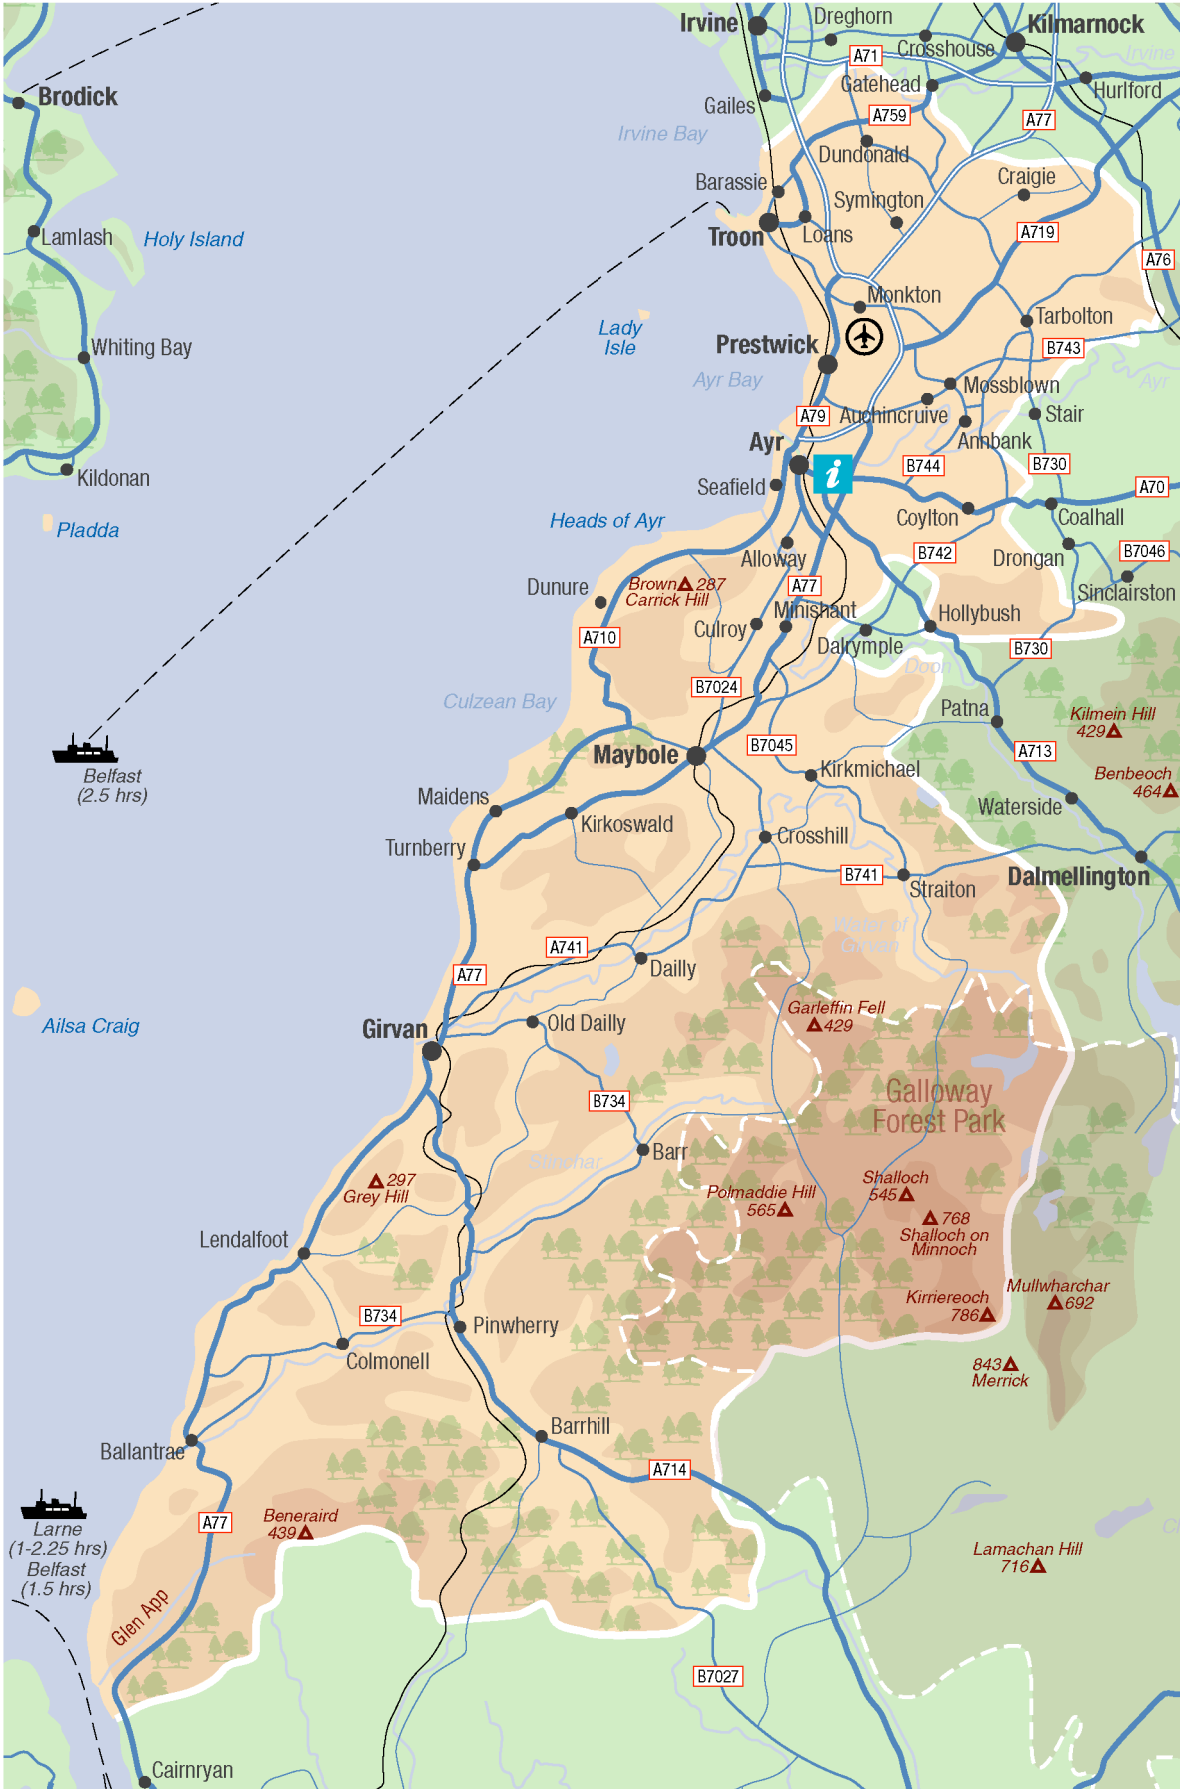 Irvine
Dreghorn
Kilmarnock
Crosshouse
A71
Irvine
Gatehead
Hurlford
Brodick
Gailes
A759
A77
Irvine Bay
Dundonald
Barassie
Craigie
Symington
Lamlash
Holy Island
Troon
Loans
A719
A76
Monkton
Lady
Isle
Tarbolton
Whiting Bay
Prestwick
B743
Ayr Bay
Mossblown
Ayr
A79
Auchincruive
Stair
Annbank
Ayr
i
B744
B730
Kildonan
Seafield
A70
Pladda
Heads of Ayr
Coylton
Coalhall
Alloway
B742
Drongan
B7046
Dunure
Brown 287
Carrick Hill
A77
Sinclairston
Minishant
Hollybush
A710
Culroy
Dalrymple
B730
Doon
B7024
Culzean Bay
Patna
Kilmein Hill
429
Maybole
B7045
A713
Kirkmichael
Benbeoch
464
Belfast
(2.5 hrs)
Maidens
Waterside
Kirkoswald
Crosshill
Turnberry
B741
Dalmellington
Straiton
Water of
Girvan
A741
Dailly
A77
Ailsa Craig
Garleffin Fell
429
Girvan
Old Dailly
Galloway
Forest Park
B734
Barr
Stinchar
297
Grey Hill
Polmaddie Hill
565
Shalloch
545
768
Shalloch on
Minnoch
Lendalfoot
Mullwharchar
692
Kirriereoch
786
B734
Pinwherry
Colmonell
843
Merrick
Barrhill
Ballantrae
A714
Larne
(1-2.25 hrs)
Belfast
(1.5 hrs)
A77
Beneraird
439
Lamachan Hill
716
Glen App
B7027
Cairnryan